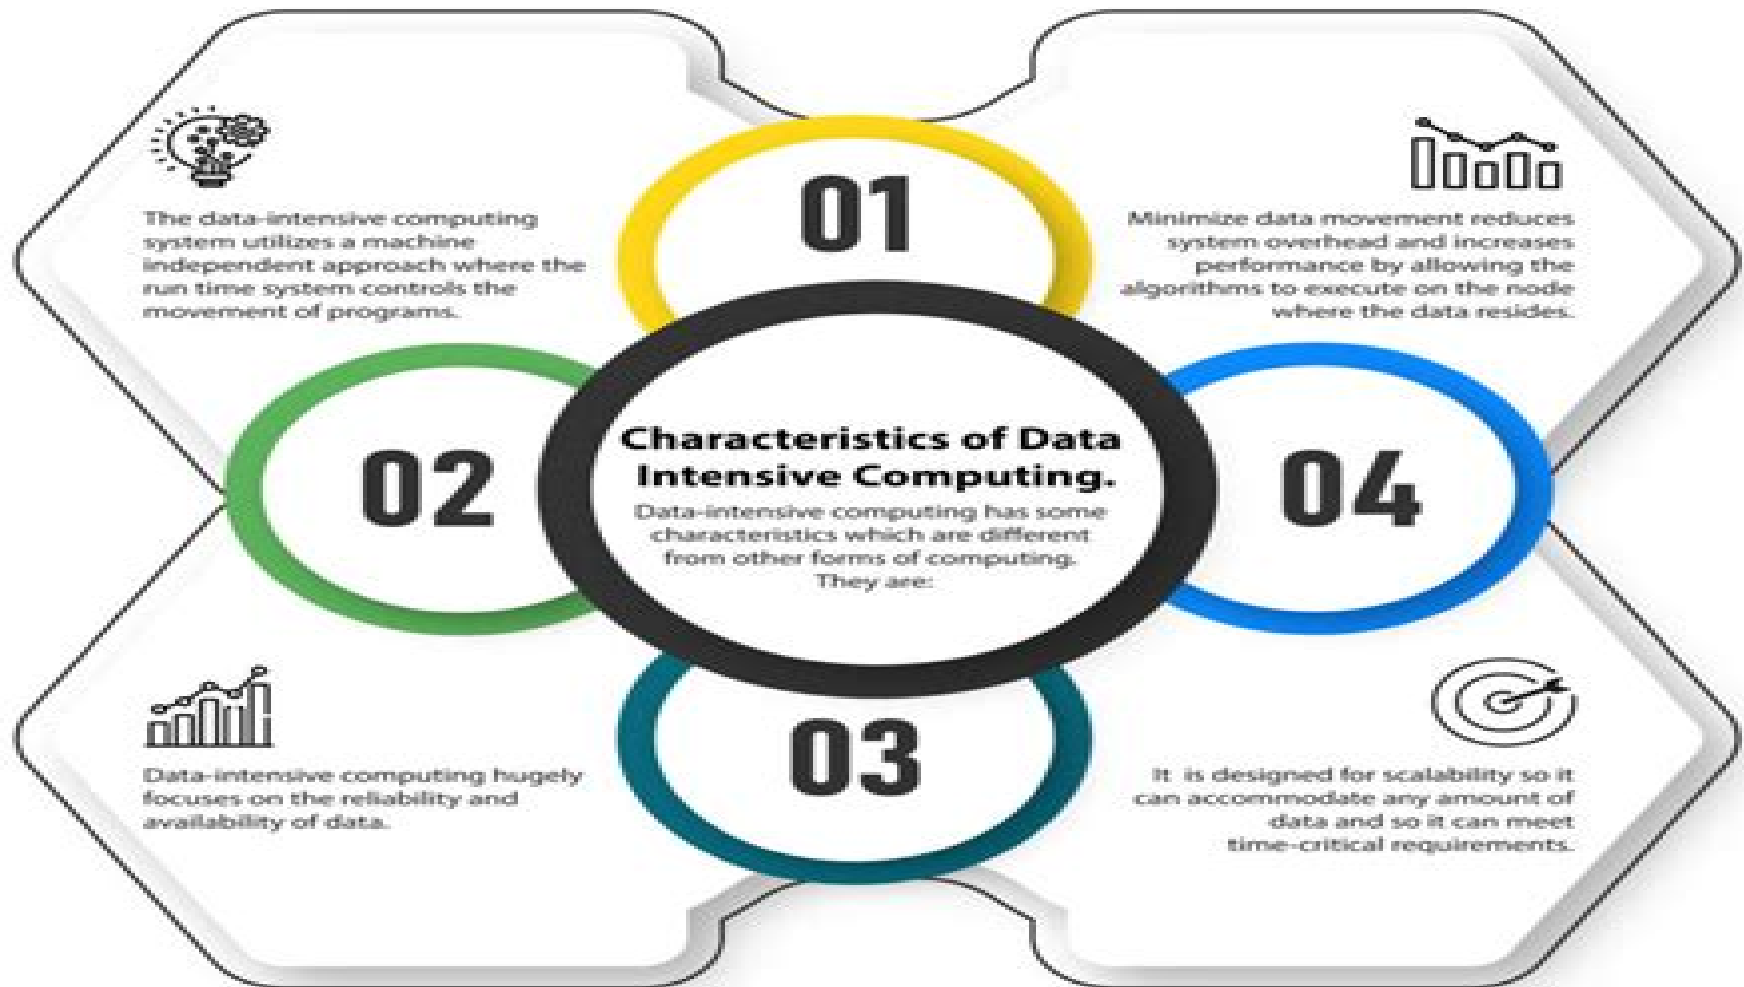 01
The data-intensive computing
system utilizes a machine
independent approach where the
run time system controls the
movement of programs.
Minimize data movement reduces
system overhead and increases
performance by allowing the
algorithms to execute on the node
where the data resides.
02
Characteristics of Data
Intensive Computing.
Data-intensive computing has some
characteristics which are different
from other forms of computing.
They are:
04
03
Data-intensive computing hugely
focuses on the reliability and
availability of data.
It is designed for scalability so it
can accommodate any amount of
data and so it can meet
time-critical requirements.